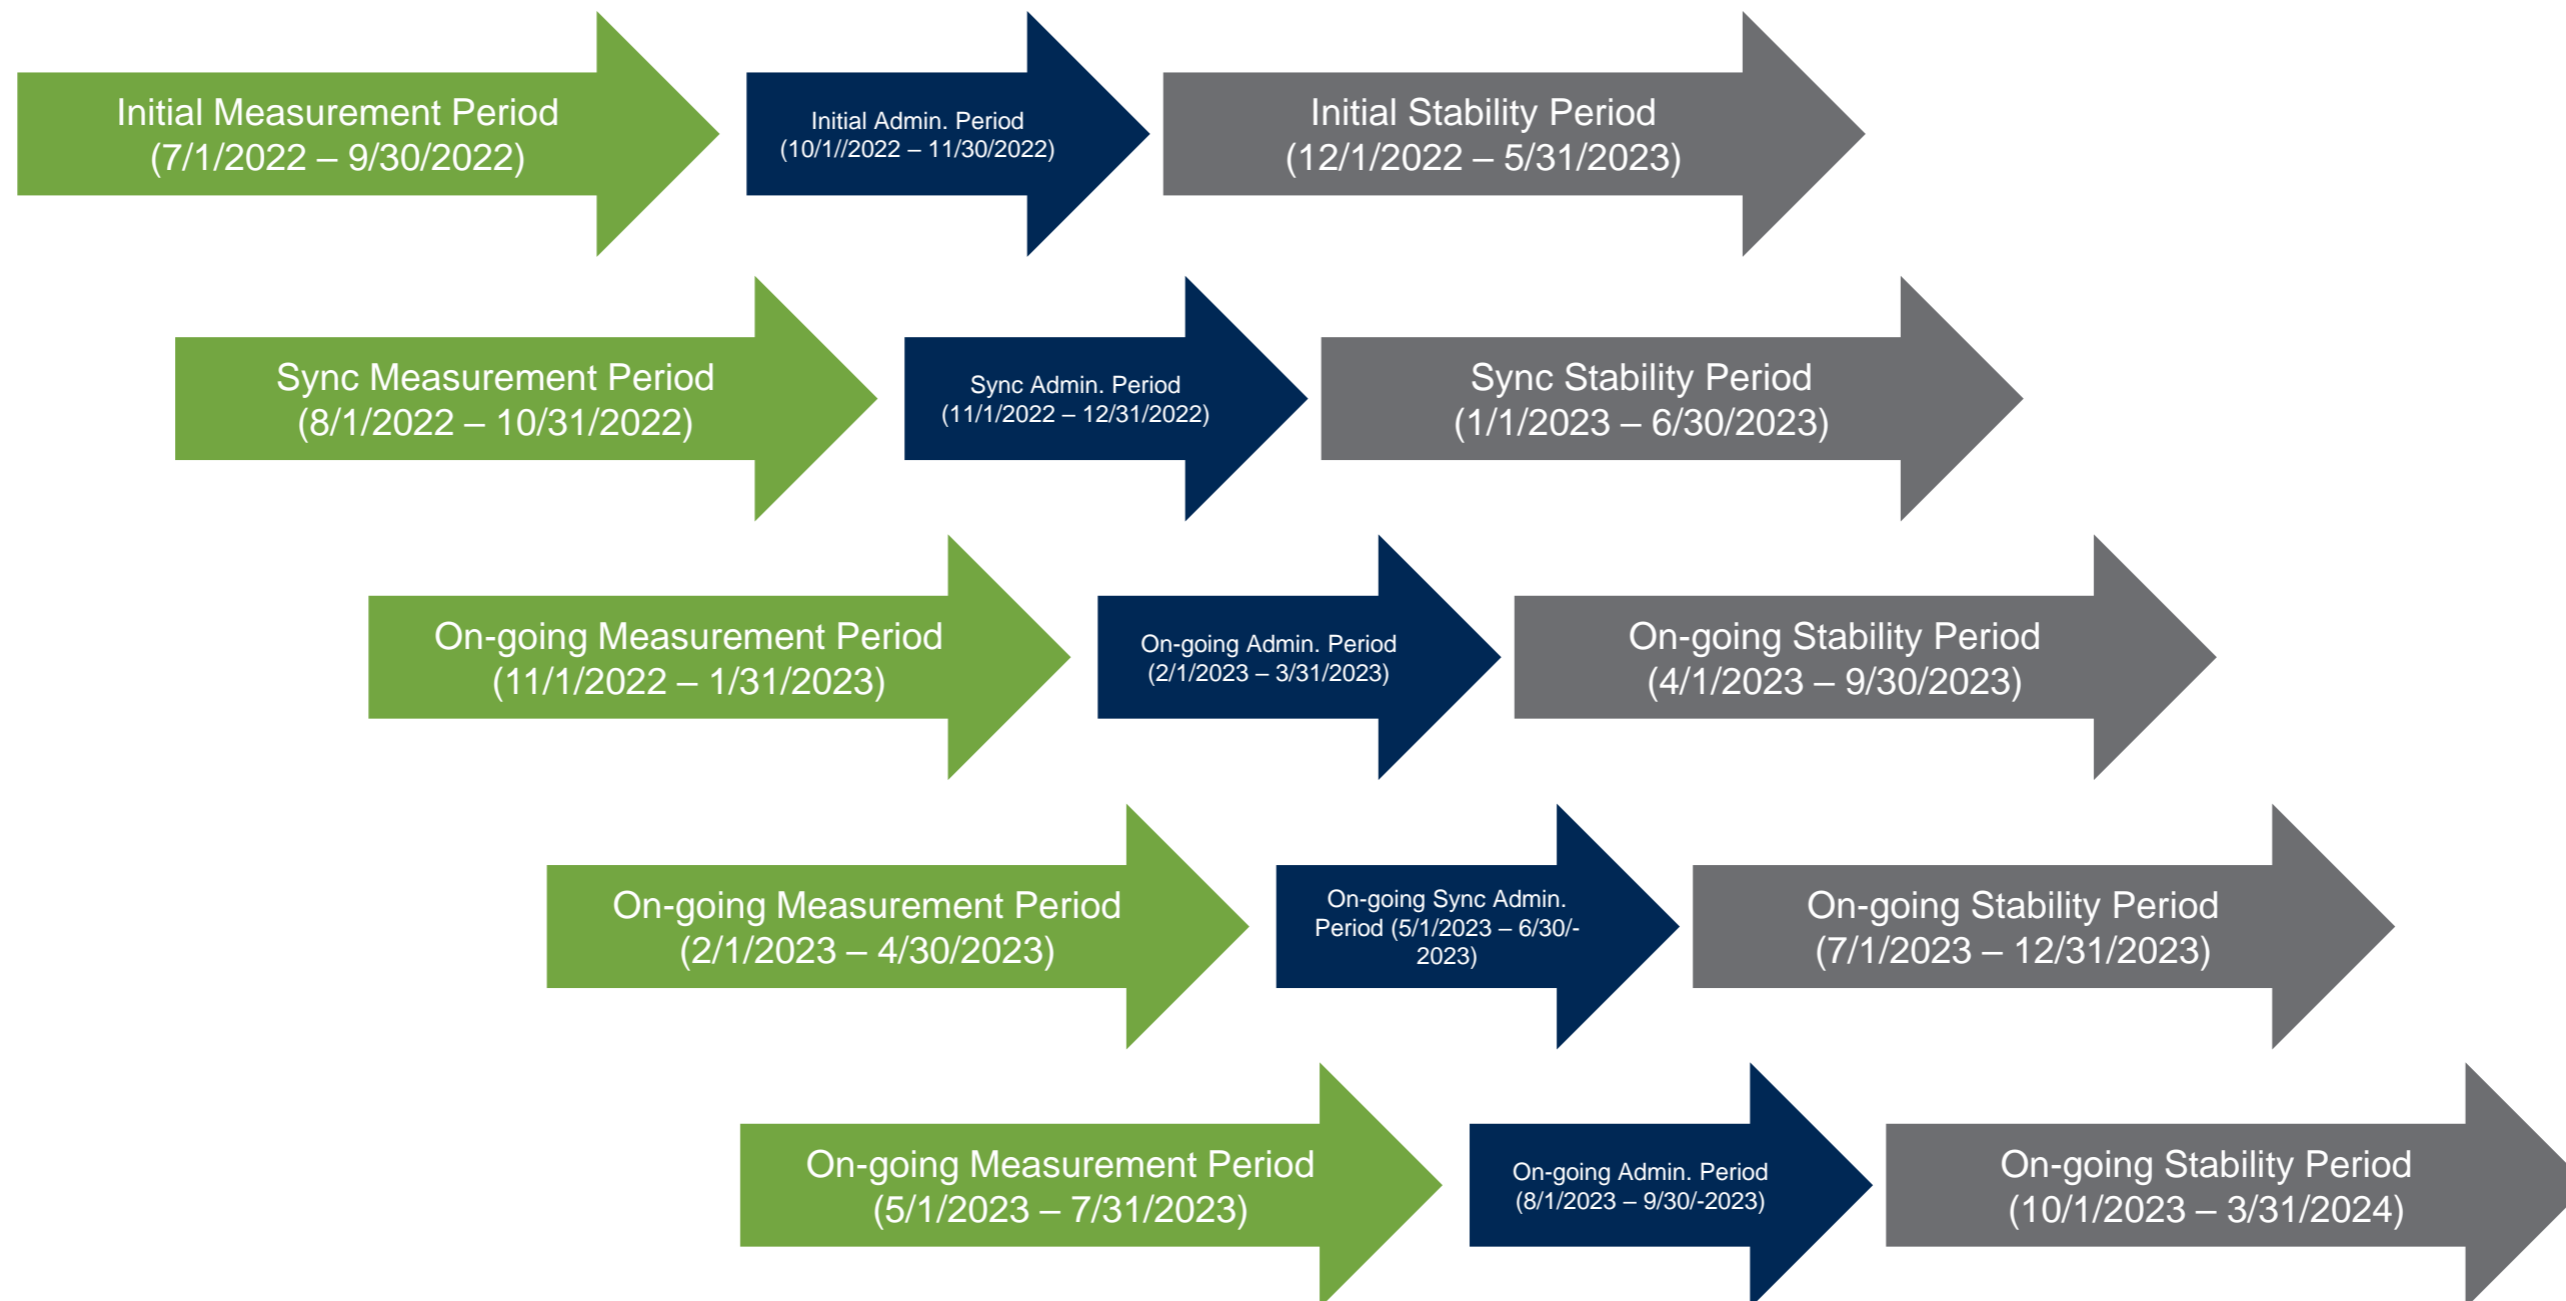 Initial Measurement Period
(7/1/2022 – 9/30/2022)
Initial Admin. Period
(10/1//2022 – 11/30/2022)
Initial Stability Period
(12/1/2022 – 5/31/2023)
Sync Measurement Period
(8/1/2022 – 10/31/2022)
Sync Admin. Period
(11/1/2022 – 12/31/2022)
Sync Stability Period
(1/1/2023 – 6/30/2023)
On-going Measurement Period
(11/1/2022 – 1/31/2023)
On-going Admin. Period
(2/1/2023 – 3/31/2023)
On-going Stability Period
(4/1/2023 – 9/30/2023)
On-going Measurement Period
(2/1/2023 – 4/30/2023)
On-going Sync Admin.
Period (5/1/2023 – 6/30/-
2023)
On-going Stability Period
(7/1/2023 – 12/31/2023)
On-going Measurement Period
(5/1/2023 – 7/31/2023)
On-going Admin. Period
(8/1/2023 – 9/30/-2023)
On-going Stability Period
(10/1/2023 – 3/31/2024)